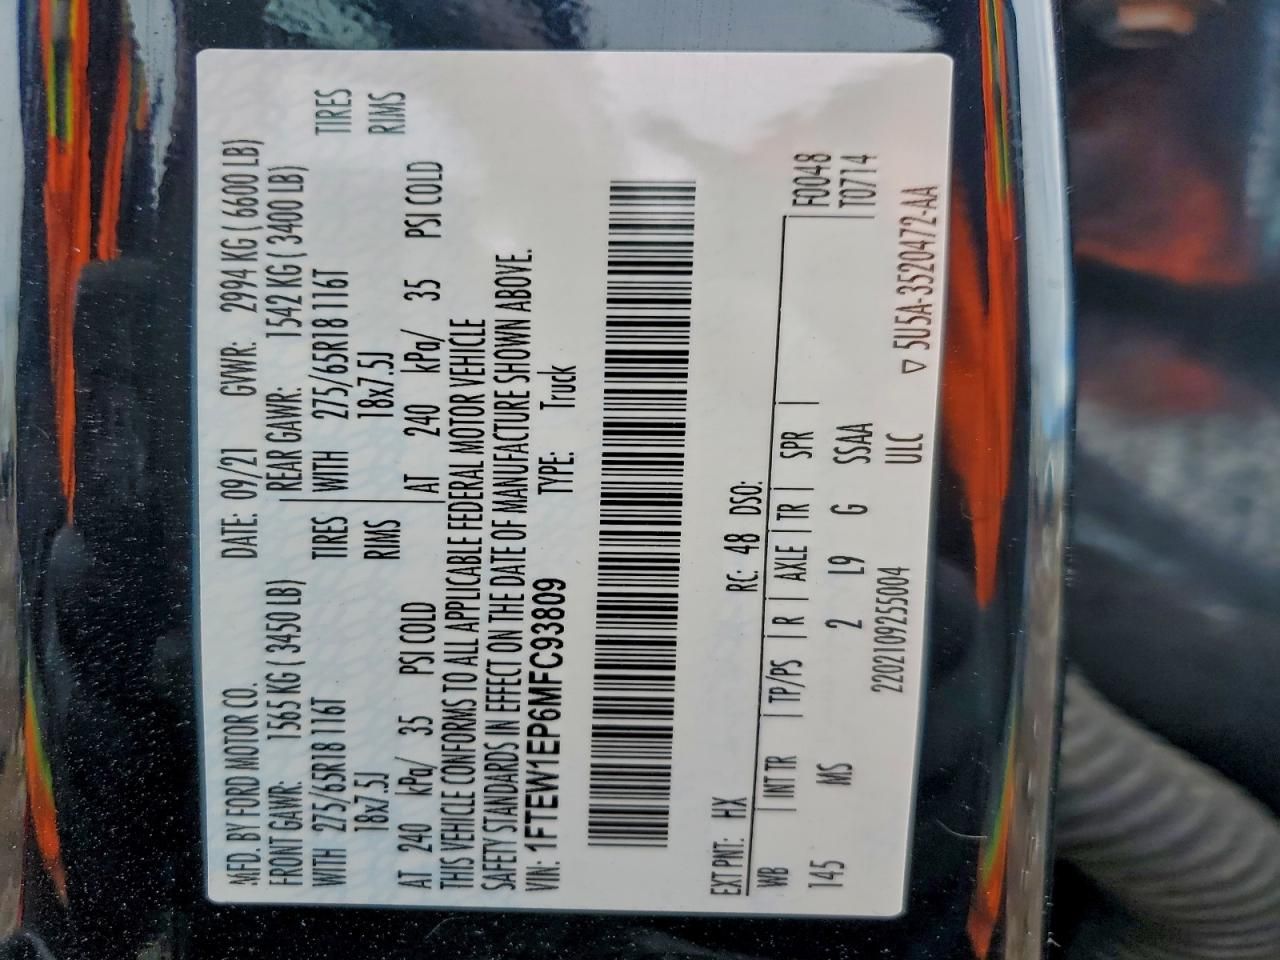 MFD. BY FORD MOTOR CO. DATE: 09/21 GVWR: 2994 KG ( 6600 LB)
FRONT GAWR: 1565 KG ( 3450 LB) REAR GAWR: 1542 KG ( 3400 LB)
WITH 275/65R18 116T TIRES WITH 275/65R18 116T TIRES
18x7.5J RIMS 18x7.5J RIMS
AT 240 kPa/ 35 PSI COLD AT 240 kPa/ 35 PSI COLD
THIS VEHICLE CONFORMS TO ALL APPLICABLE FEDERAL MOTOR VEHICLE
SAFETY STANDARDS IN EFFECT ON THE DATE OF MANUFACTURE SHOWN ABOVE.
VIN: 1FTEW1EP6MFC93809 TYPE: Truck
EXT PNT: HX RC: 48 DSO:
WB INT TR TP/PS R AXLE TR SPR F0048
145 MS 2 L9 G SSAA T0714
2202109255004 ULC ▽ 5U5A-3520472-AA